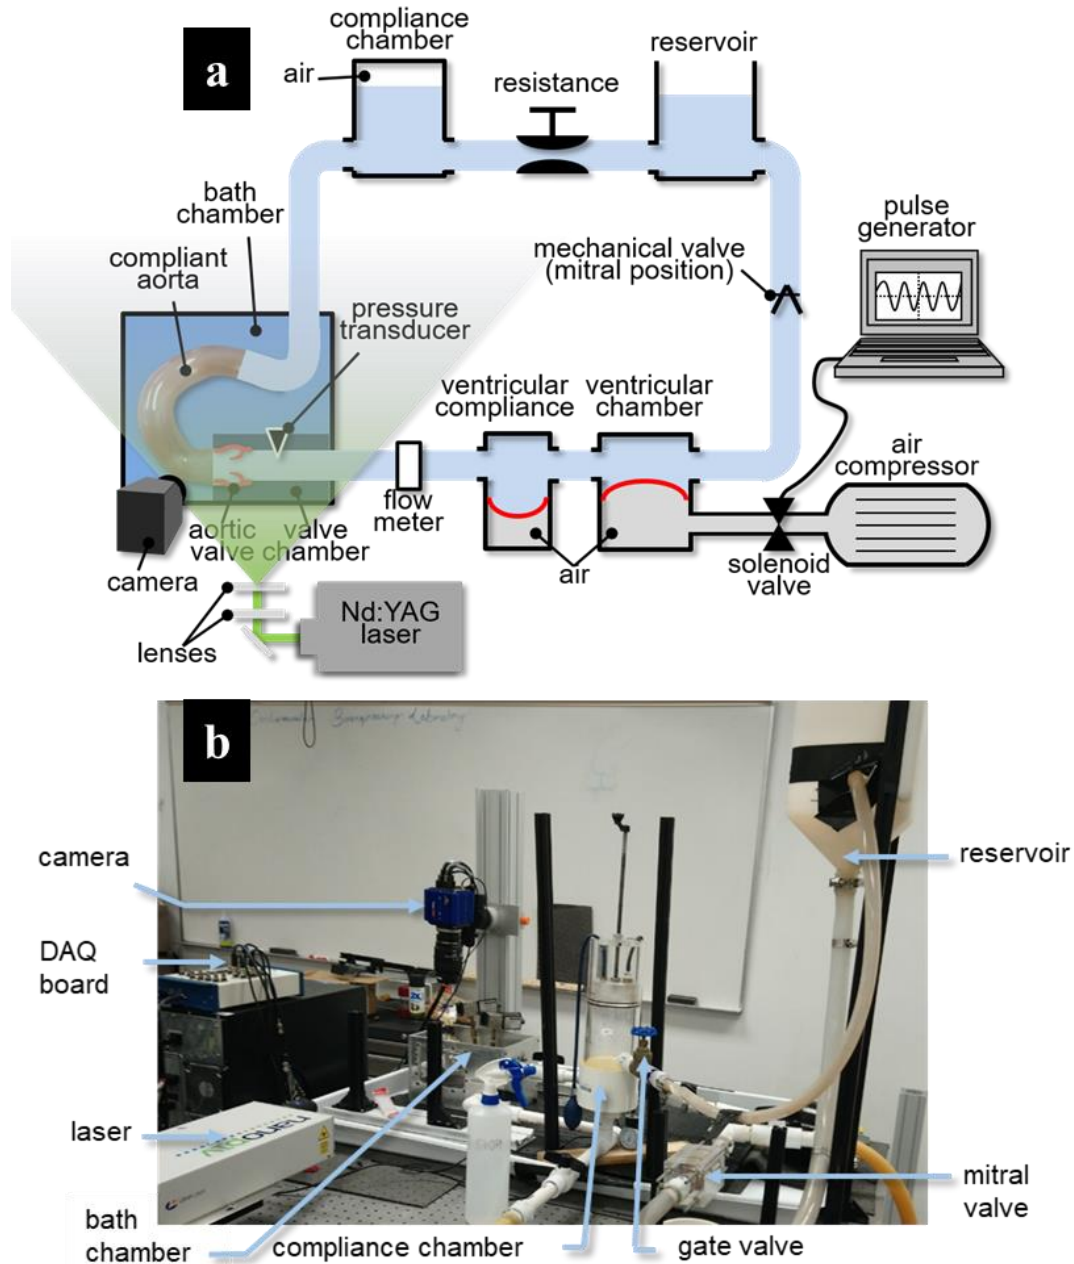 a
compliance
chamber
air
resistance
reservoir
bath
chamber
compliant
aorta
pressure
transducer
mechanical valve
(mitral position)
pulse
generator
ventricular
compliance
ventricular
chamber
air
compressor
flow
meter
aortic
valve
valve
chamber
camera
air
solenoid
valve
lenses
Nd:YAG
laser
b
camera
DAQ
board
laser
bath
chamber
compliance chamber
gate valve
mitral
valve
reservoir